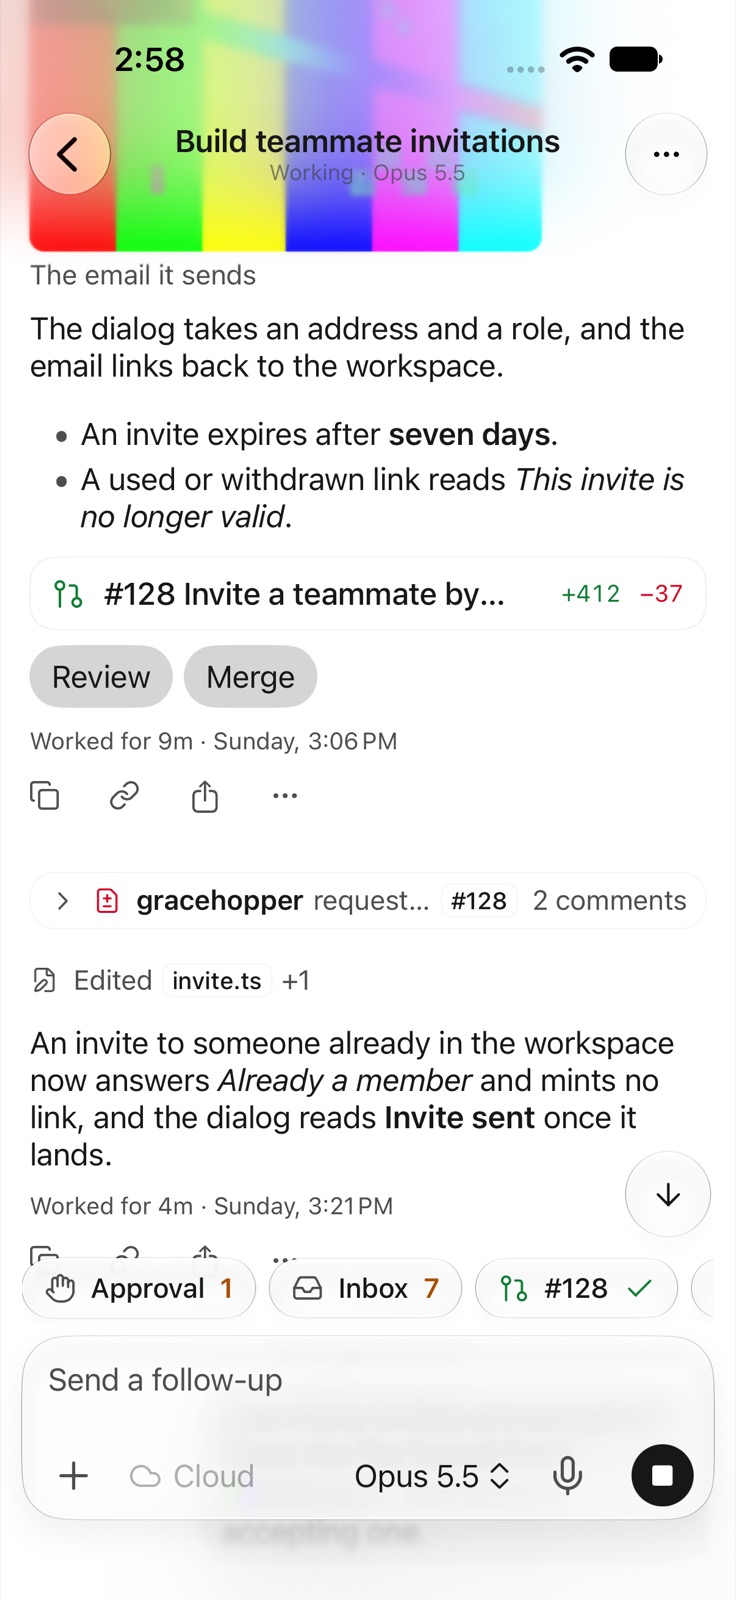 2:58
Build teammate invitations
Working · Opus 5.5
The email it sends
The dialog takes an address and a role, and the
email links back to the workspace.
• An invite expires after seven days.
• A used or withdrawn link reads This invite is
no longer valid.
#128 Invite a teammate by... +412 −37
Review Merge
Worked for 9m · Sunday, 3:06 PM
gracehopper request... #128 2 comments
Edited invite.ts +1
An invite to someone already in the workspace
now answers Already a member and mints no
link, and the dialog reads Invite sent once it
lands.
Worked for 4m · Sunday, 3:21 PM
Approval 1 Inbox 7 #128
Send a follow-up
Cloud Opus 5.5
accepting one.